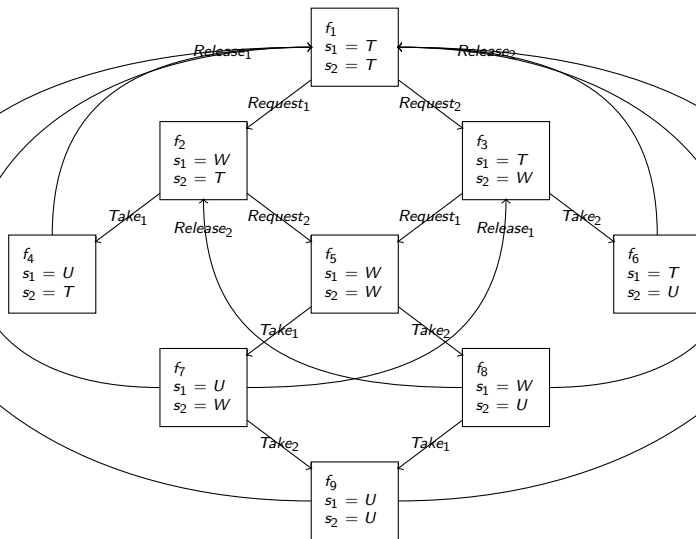 f1
s1 = T
s2 = T
Release1
Release2
Request1
Request2
f2
s1 = W
s2 = T
f3
s1 = T
s2 = W
Take1
Request2
Request1
Take2
Release2
Release1
f4
s1 = U
s2 = T
f5
s1 = W
s2 = W
f6
s1 = T
s2 = U
Take1
Take2
f7
s1 = U
s2 = W
f8
s1 = W
s2 = U
Take2
Take1
f9
s1 = U
s2 = U